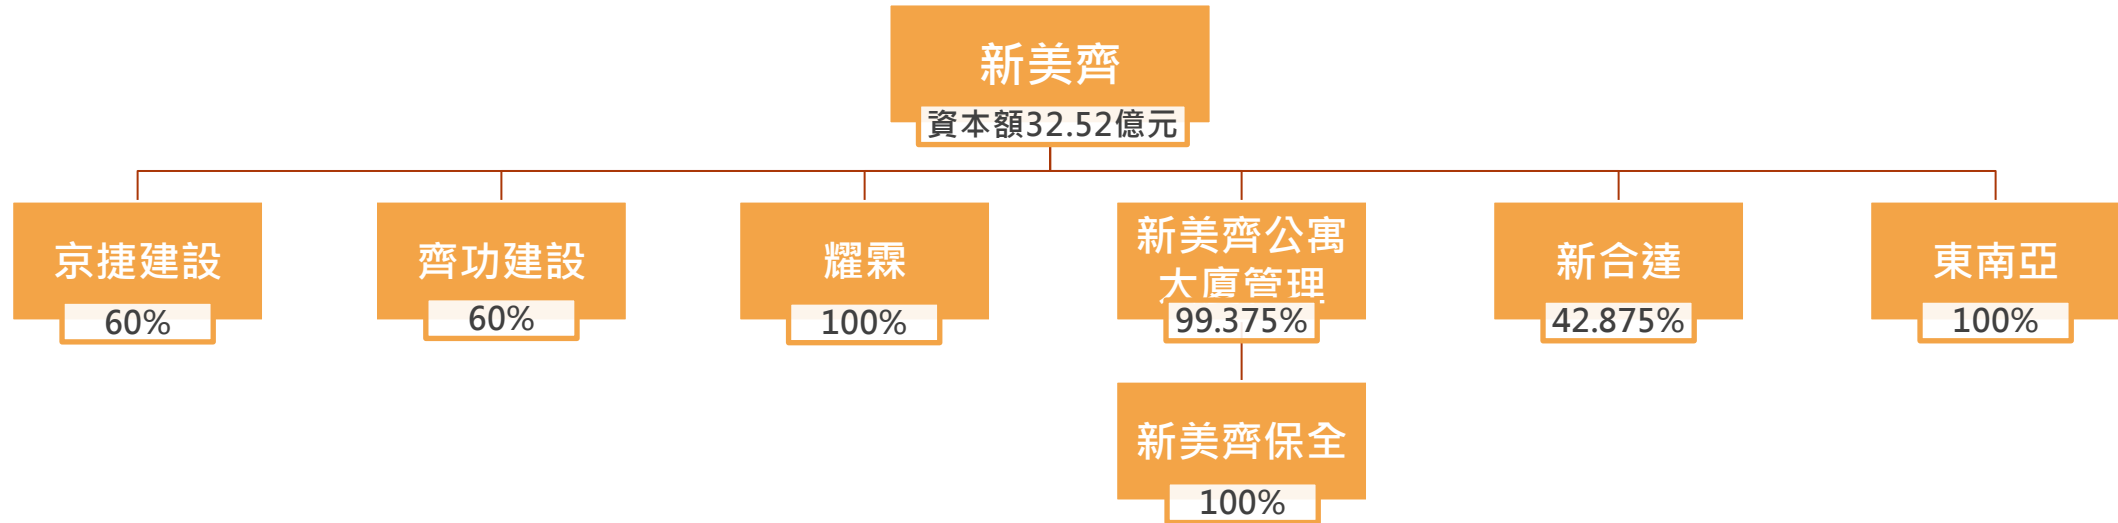 新美齊
資本額32.52億元
京捷建設
60%
齊功建設
60%
耀霖
100%
新美齊公寓
大廈管理
99.375%
新合達
42.875%
東南亞
100%
新美齊保全
100%